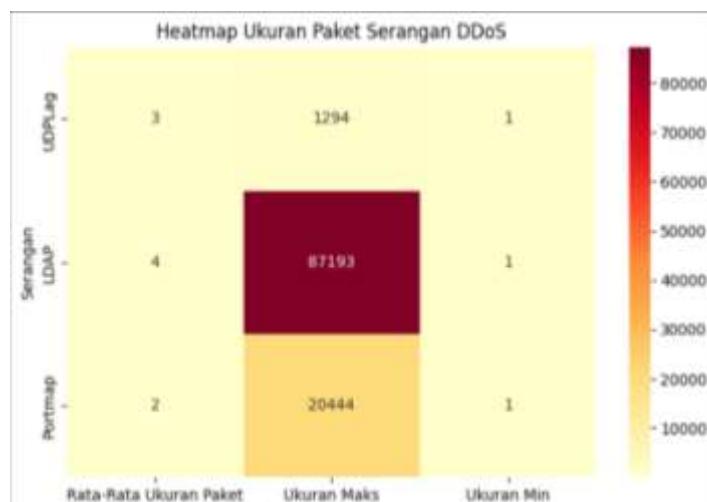 Heatmap Ukuran Paket Serangan DDoS
UDPLag
3
1294
1
Serangan
LDAP
4
87193
1
Portmap
2
20444
1
Rata-Rata Ukuran Paket
Ukuran Maks
Ukuran Min
80000
70000
60000
50000
40000
30000
20000
10000